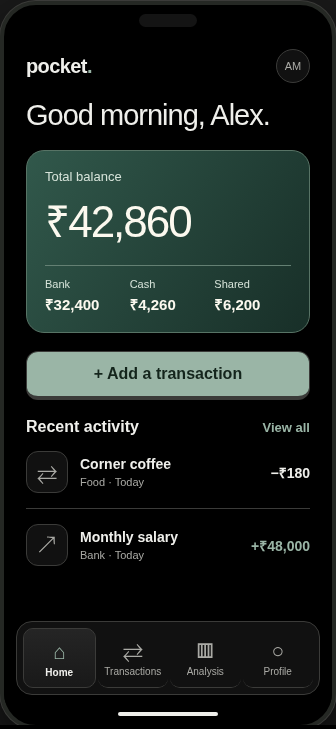 pocket.
AM
Good morning, Alex.
Total balance
₹42,860
Bank Cash Shared
₹32,400 ₹4,260 ₹6,200
+ Add a transaction
Recent activity View all
Corner coffee
Food · Today
−₹180
Monthly salary
Bank · Today
+₹48,000
Home Transactions Analysis Profile